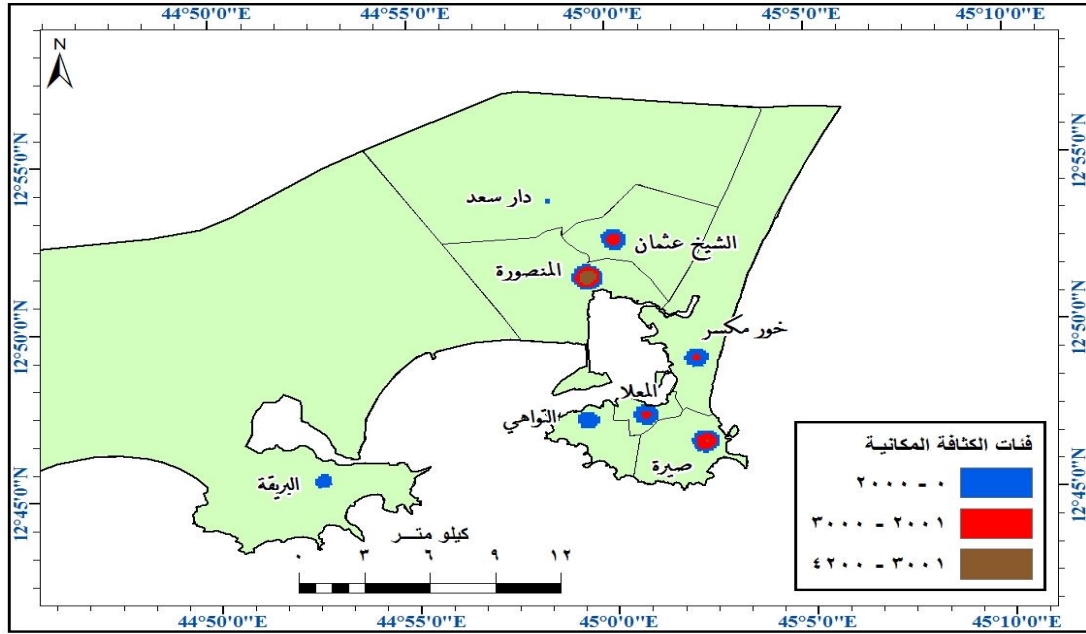 44°50'0"E 44°55'0"E 45°0'0"E 45°5'0"E 45°10'0"E
N
12°55'0"N 12°55'0"N
دار سعد
الشيخ عثمان
المنصورة
12°50'0"N 12°50'0"N
خور مكسر
المعلا
التواهي
صيرة
البريقة
12°45'0"N 12°45'0"N
فئات الكثافة المكانية
٠ - ٢٠٠٠
٢٠٠١ - ٣٠٠٠
٣٠٠١ - ٤٢٠٠
كيلو متـــر
٠ ٣ ٦ ٩ ١٢
44°50'0"E 44°55'0"E 45°0'0"E 45°5'0"E 45°10'0"E